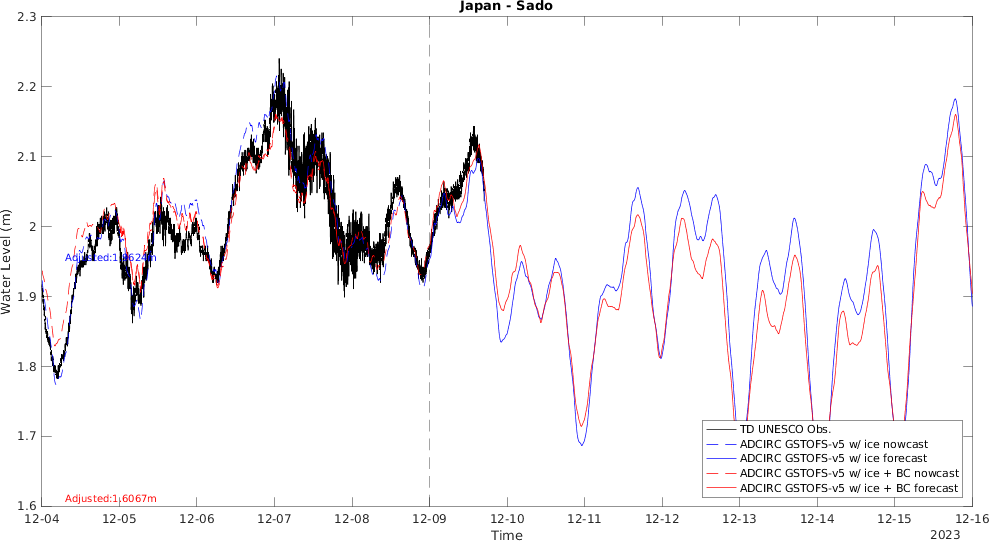 Japan - Sado
Water Level (m)
2.3
2.2
2.1
2
1.9
1.8
1.7
1.6
Adjusted:1.8624m
Adjusted:1.6067m
TD UNESCO Obs.
ADCIRC GSTOFS-v5 w/ ice nowcast
ADCIRC GSTOFS-v5 w/ ice forecast
ADCIRC GSTOFS-v5 w/ ice + BC nowcast
ADCIRC GSTOFS-v5 w/ ice + BC forecast
12-04 12-05 12-06 12-07 12-08 12-09 12-10 12-11 12-12 12-13 12-14 12-15 12-16
Time
2023